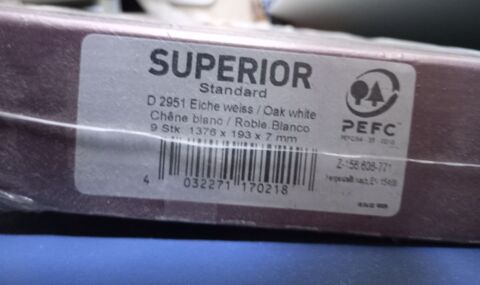 SUPERIOR
Standard
D 2951 Eiche weiss / Oak white
Chêne blanc / Roble Blanco
9 Stk. 1376 x 193 x 7 mm
4 032271 170218
PEFC